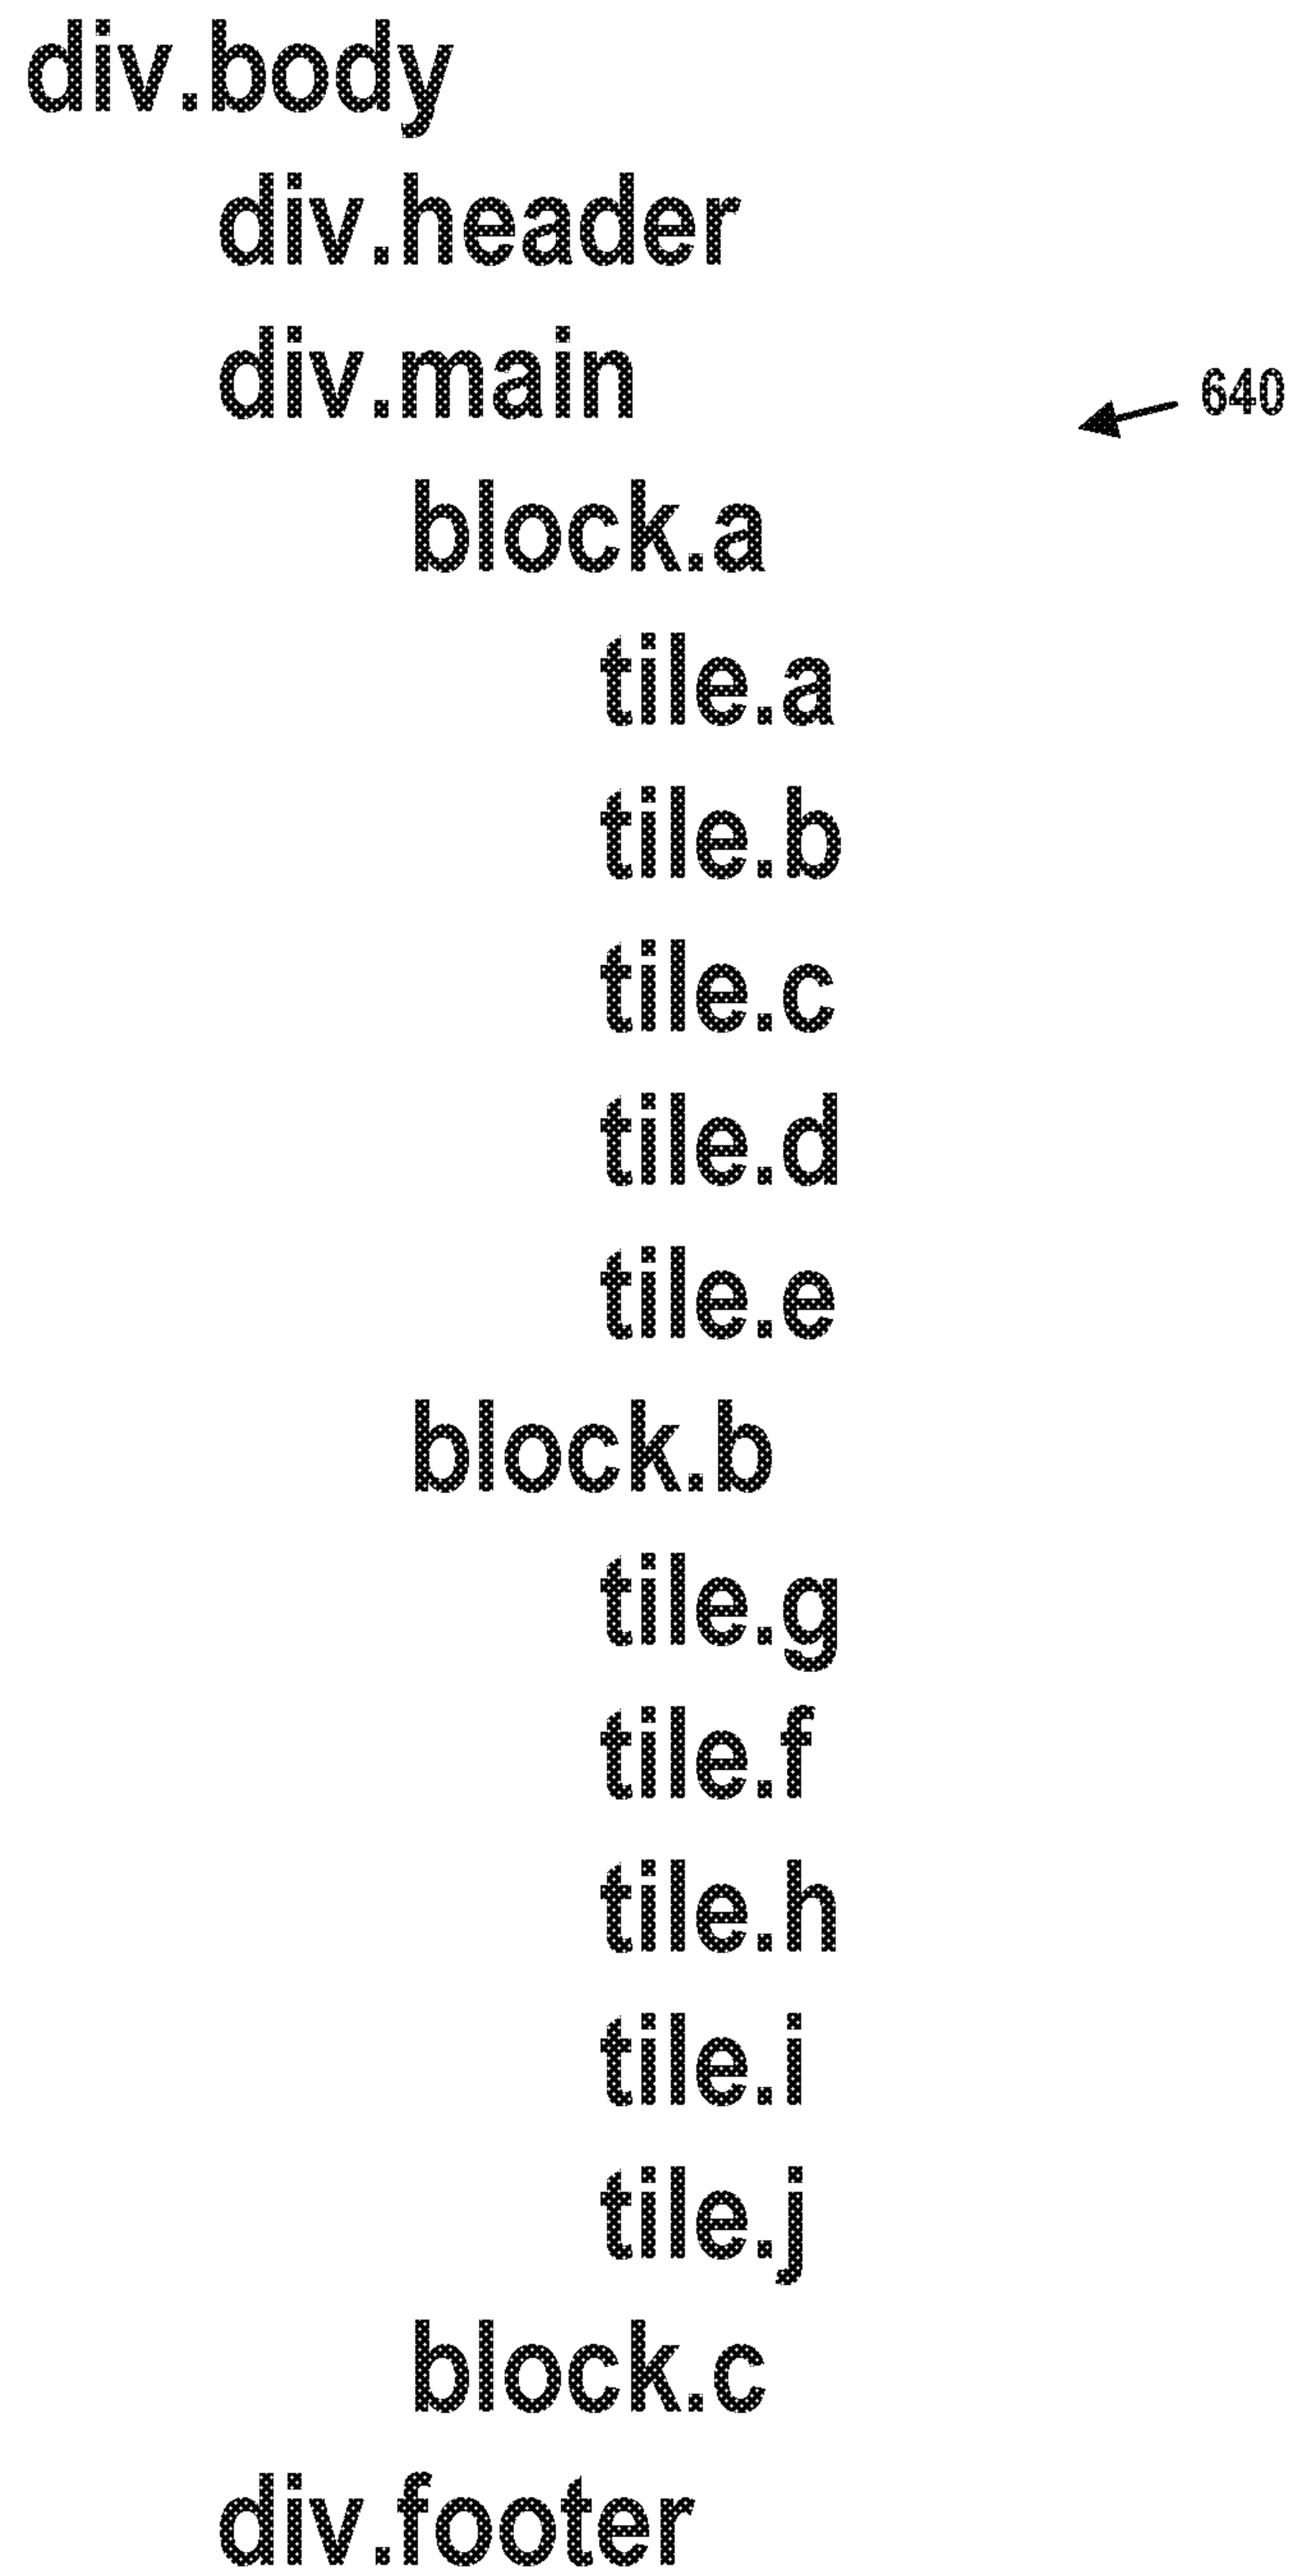 div.body
div.header
div.main
640
block.a
tile.a
tile.b
tile.c
tile.d
tile.e
block.b
tile.g
tile.f
tile.h
tile.i
tile.j
block.c
div.footer